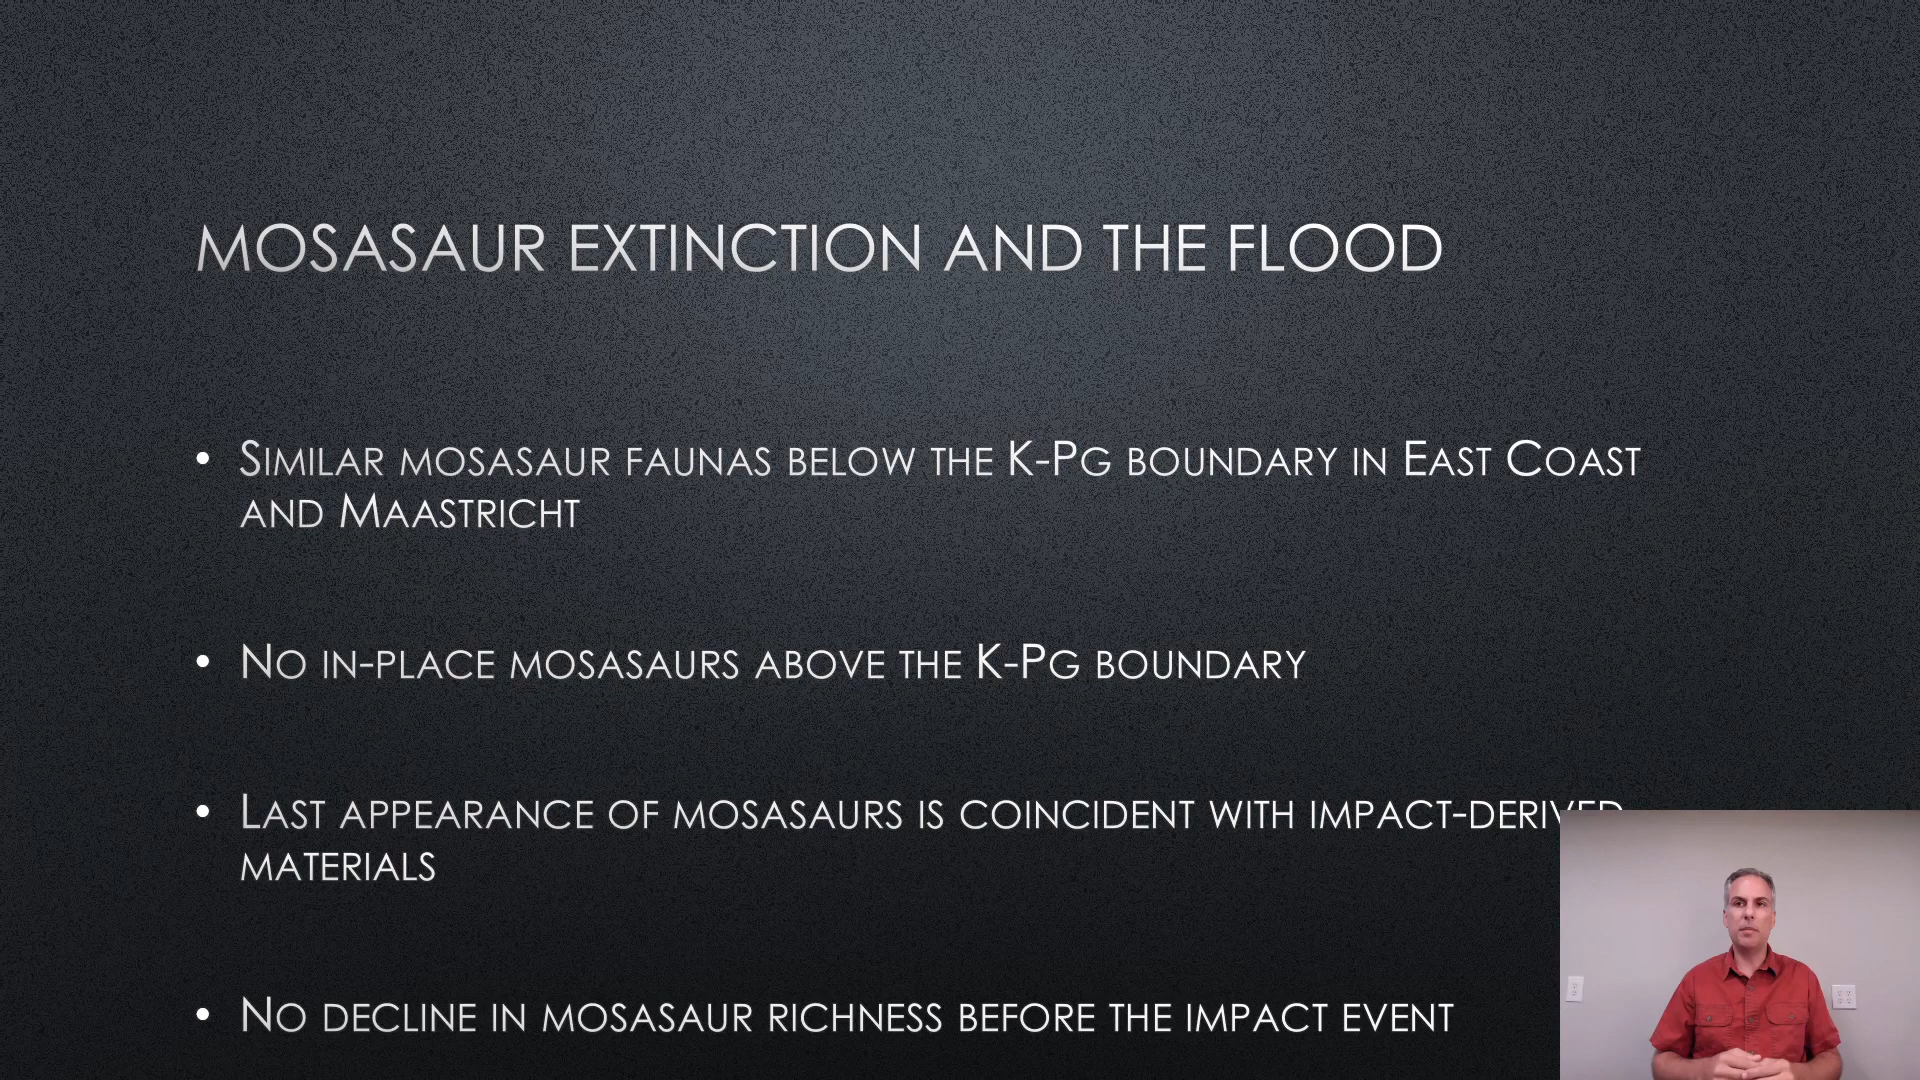 MOSASAUR EXTINCTION AND THE FLOOD
• SIMILAR MOSASAUR FAUNAS BELOW THE K-PG BOUNDARY IN EAST COAST
AND MAASTRICHT
• NO IN-PLACE MOSASAURS ABOVE THE K-PG BOUNDARY
• LAST APPEARANCE OF MOSASAURS IS COINCIDENT WITH IMPACT-DERIVED
MATERIALS
• NO DECLINE IN MOSASAUR RICHNESS BEFORE THE IMPACT EVENT